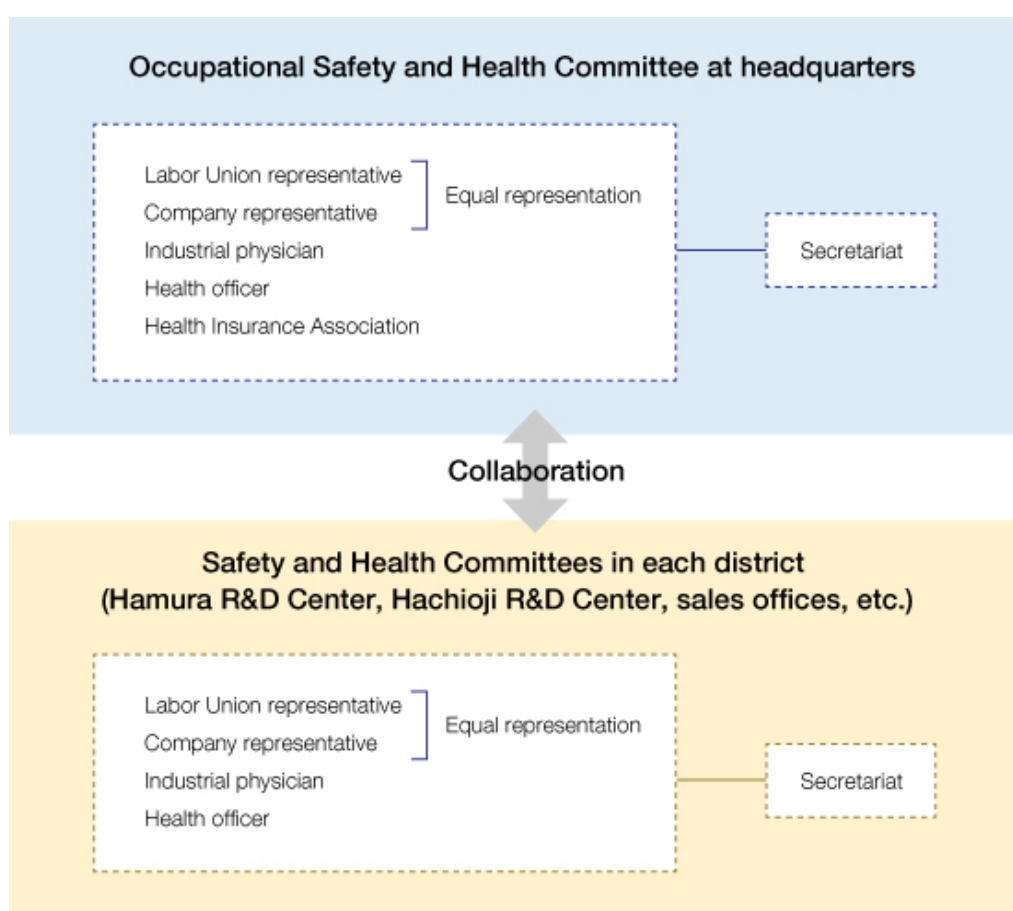 Occupational Safety and Health Committee at headquarters
Labor Union representative
Company representative
Equal representation
Industrial physician
Health officer
Health Insurance Association
Secretariat
Collaboration
Safety and Health Committees in each district
(Hamura R&D Center, Hachioji R&D Center, sales offices, etc.)
Labor Union representative
Company representative
Equal representation
Industrial physician
Health officer
Secretariat